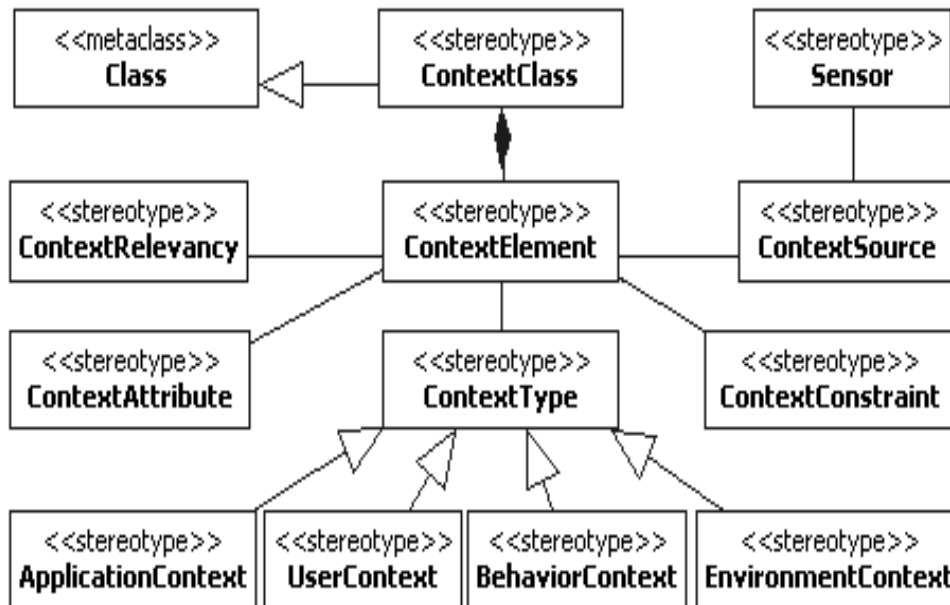 <<metaclass>>
Class
<<stereotype>>
ContextClass
<<stereotype>>
Sensor
<<stereotype>>
ContextRelevancy
<<stereotype>>
ContextElement
<<stereotype>>
ContextSource
<<stereotype>>
ContextAttribute
<<stereotype>>
ContextType
<<stereotype>>
ContextConstraint
<<stereotype>>
ApplicationContext
<<stereotype>>
UserContext
<<stereotype>>
BehaviorContext
<<stereotype>>
EnvironmentContext